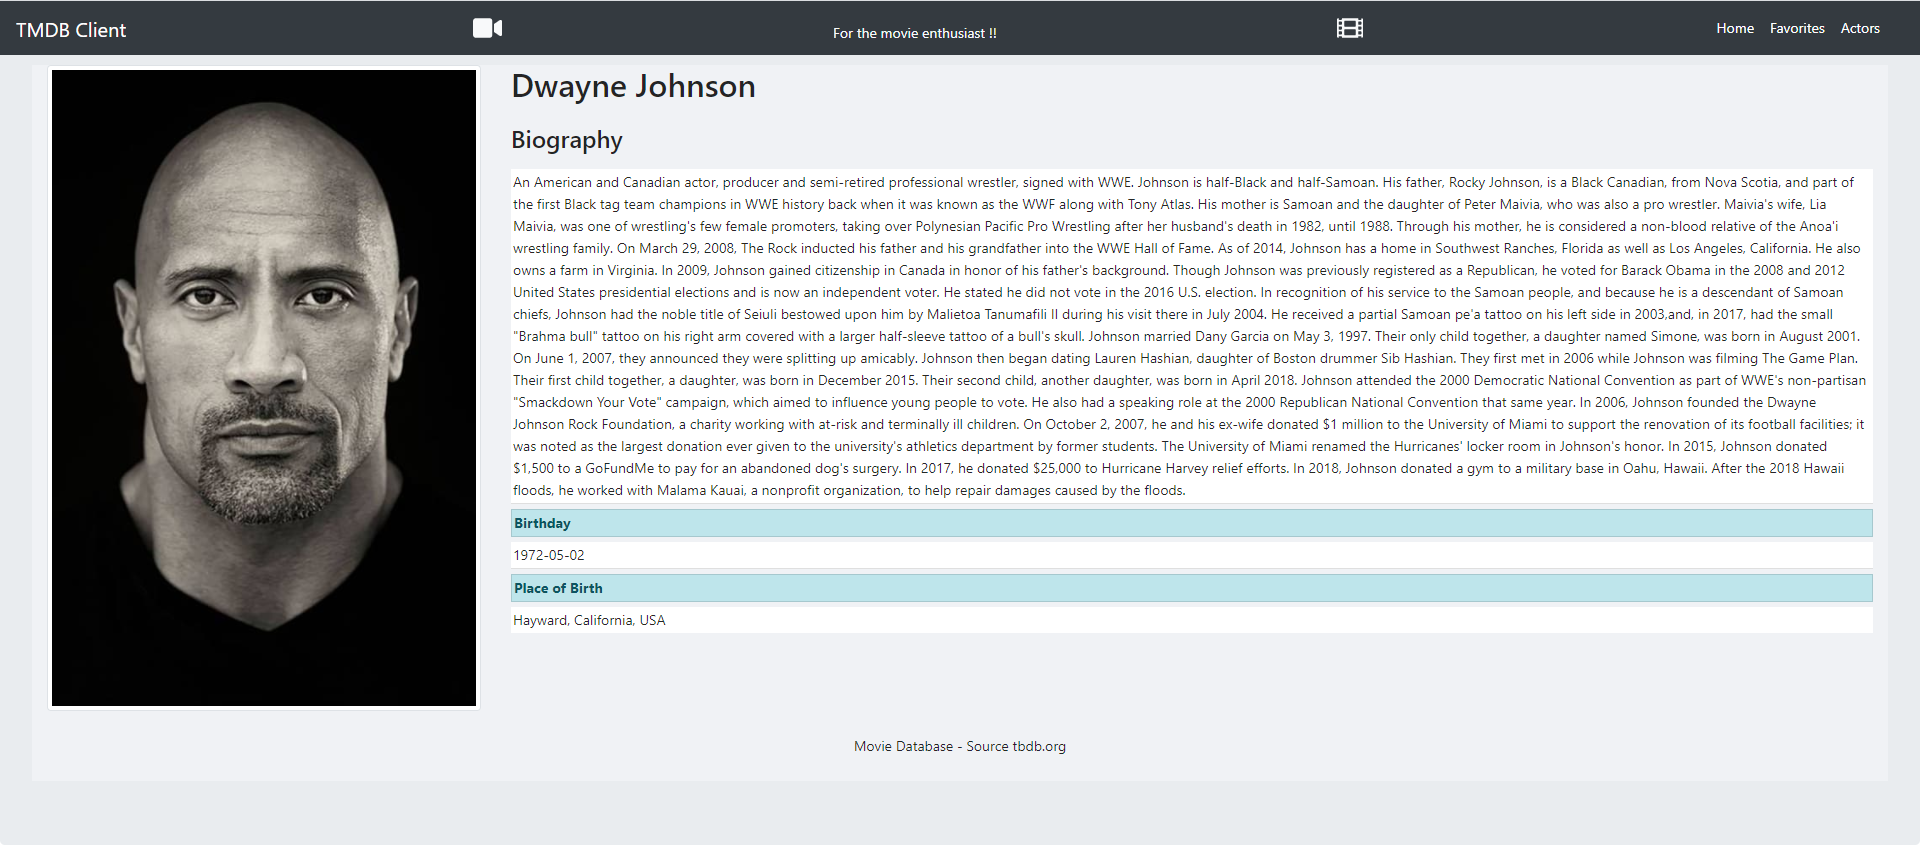 TMDB Client
For the movie enthusiast !!
Home Favorites Actors
Dwayne Johnson
Biography
An American and Canadian actor, producer and semi-retired professional wrestler, signed with WWE. Johnson is half-Black and half-Samoan. His father, Rocky Johnson, is a Black Canadian, from Nova Scotia, and part of
the first Black tag team champions in WWE history back when it was known as the WWF along with Tony Atlas. His mother is Samoan and the daughter of Peter Maivia, who was also a pro wrestler. Maivia's wife, Lia
Maivia, was one of wrestling's few female promoters, taking over Polynesian Pacific Pro Wrestling after her husband's death in 1982, until 1988. Through his mother, he is considered a non-blood relative of the Anoa'i
wrestling family. On March 29, 2008, The Rock inducted his father and his grandfather into the WWE Hall of Fame. As of 2014, Johnson has a home in Southwest Ranches, Florida as well as Los Angeles, California. He also
owns a farm in Virginia. In 2009, Johnson gained citizenship in Canada in honor of his father's background. Though Johnson was previously registered as a Republican, he voted for Barack Obama in the 2008 and 2012
United States presidential elections and is now an independent voter. He stated he did not vote in the 2016 U.S. election. In recognition of his service to the Samoan people, and because he is a descendant of Samoan
chiefs, Johnson had the noble title of Seiuli bestowed upon him by Malietoa Tanumafili II during his visit there in July 2004. He received a partial Samoan pe'a tattoo on his left side in 2003,and, in 2017, had the small
"Brahma bull" tattoo on his right arm covered with a larger half-sleeve tattoo of a bull's skull. Johnson married Dany Garcia on May 3, 1997. Their only child together, a daughter named Simone, was born in August 2001.
On June 1, 2007, they announced they were splitting up amicably. Johnson then began dating Lauren Hashian, daughter of Boston drummer Sib Hashian. They first met in 2006 while Johnson was filming The Game Plan.
Their first child together, a daughter, was born in December 2015. Their second child, another daughter, was born in April 2018. Johnson attended the 2000 Democratic National Convention as part of WWE's non-partisan
"Smackdown Your Vote" campaign, which aimed to influence young people to vote. He also had a speaking role at the 2000 Republican National Convention that same year. In 2006, Johnson founded the Dwayne
Johnson Rock Foundation, a charity working with at-risk and terminally ill children. On October 2, 2007, he and his ex-wife donated $1 million to the University of Miami to support the renovation of its football facilities; it
was noted as the largest donation ever given to the university's athletics department by former students. The University of Miami renamed the Hurricanes' locker room in Johnson's honor. In 2015, Johnson donated
$1,500 to a GoFundMe to pay for an abandoned dog's surgery. In 2017, he donated $25,000 to Hurricane Harvey relief efforts. In 2018, Johnson donated a gym to a military base in Oahu, Hawaii. After the 2018 Hawaii
floods, he worked with Malama Kauai, a nonprofit organization, to help repair damages caused by the floods.
Birthday
1972-05-02
Place of Birth
Hayward, California, USA
Movie Database - Source tbdb.org